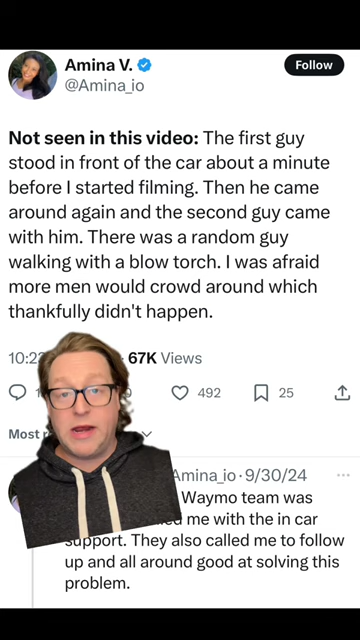 Amina V.
Follow
@Amina_io
Not seen in this video: The first guy
stood in front of the car about a minute
before I started filming. Then he came
around again and the second guy came
with him. There was a random guy
walking with a blow torch. I was afraid
more men would crowd around which
thankfully didn't happen.
67K Views
492
25
Amina_io · 9/30/24
Waymo team was
me with the in car
support. They also called me to follow
up and all around good at solving this
problem.